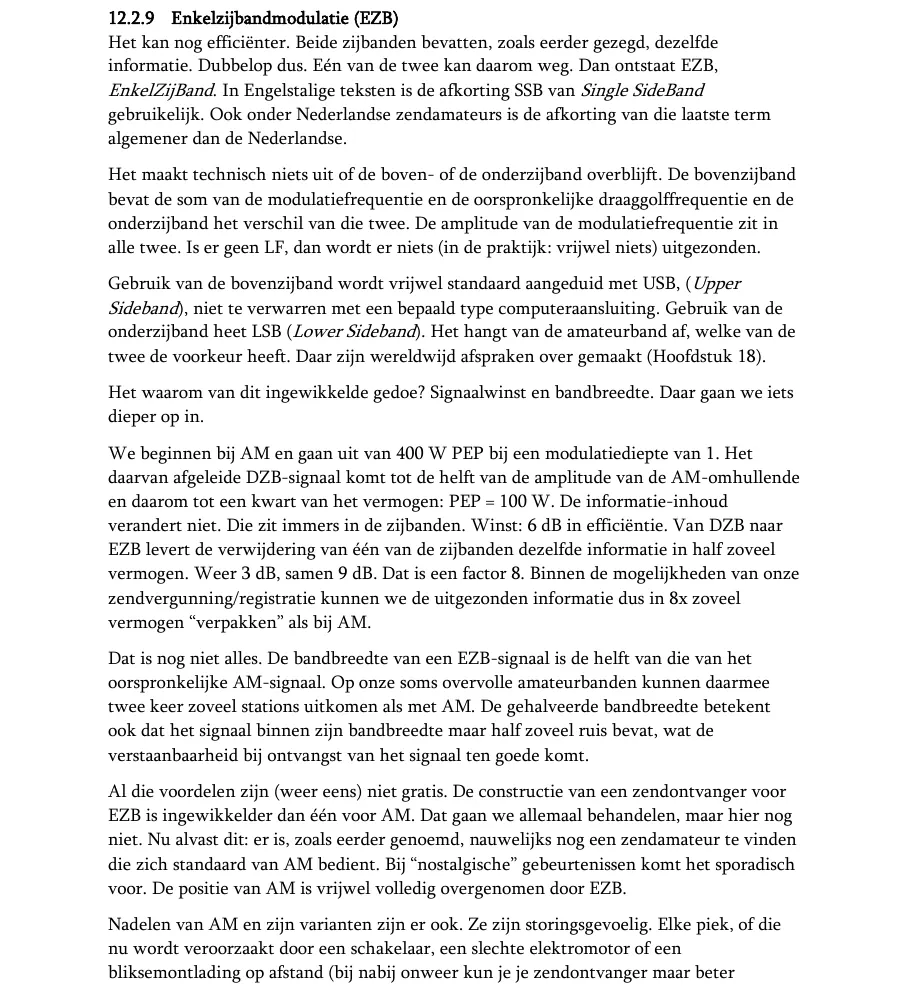 12.2.9 Enkelzijbandmodulatie (EZB)
Het kan nog efficiënter. Beide zijbanden bevatten, zoals eerder gezegd, dezelfde
informatie. Dubbelop dus. Eén van de twee kan daarom weg. Dan ontstaat EZB,
EnkelZijBand. In Engelstalige teksten is de afkorting SSB van Single SideBand
gebruikelijk. Ook onder Nederlandse zendamateurs is de afkorting van die laatste term
algemener dan de Nederlandse.
Het maakt technisch niets uit of de boven- of de onderzijband overblijft. De bovenzijband
bevat de som van de modulatiefrequentie en de oorspronkelijke draaggolffrequentie en de
onderzijband het verschil van die twee. De amplitude van de modulatiefrequentie zit in
alle twee. Is er geen LF, dan wordt er niets (in de praktijk: vrijwel niets) uitgezonden.
Gebruik van de bovenzijband wordt vrijwel standaard aangeduid met USB, (Upper
Sideband), niet te verwarren met een bepaald type computeraansluiting. Gebruik van de
onderzijband heet LSB (Lower Sideband). Het hangt van de amateurband af, welke van de
twee de voorkeur heeft. Daar zijn wereldwijd afspraken over gemaakt (Hoofdstuk 18).
Het waarom van dit ingewikkelde gedoe? Signaalwinst en bandbreedte. Daar gaan we iets
dieper op in.
We beginnen bij AM en gaan uit van 400 W PEP bij een modulatiediepte van 1. Het
daarvan afgeleide DZB-signaal komt tot de helft van de amplitude van de AM-omhullende
en daarom tot een kwart van het vermogen: PEP = 100 W. De informatie-inhoud
verandert niet. Die zit immers in de zijbanden. Winst: 6 dB in efficiëntie. Van DZB naar
EZB levert de verwijdering van één van de zijbanden dezelfde informatie in half zoveel
vermogen. Weer 3 dB, samen 9 dB. Dat is een factor 8. Binnen de mogelijkheden van onze
zendvergunning/registratie kunnen we de uitgezonden informatie dus in 8x zoveel
vermogen “verpakken” als bij AM.
Dat is nog niet alles. De bandbreedte van een EZB-signaal is de helft van die van het
oorspronkelijke AM-signaal. Op onze soms overvolle amateurbanden kunnen daarmee
twee keer zoveel stations uitkomen als met AM. De gehalveerde bandbreedte betekent
ook dat het signaal binnen zijn bandbreedte maar half zoveel ruis bevat, wat de
verstaanbaarheid bij ontvangst van het signaal ten goede komt.
Al die voordelen zijn (weer eens) niet gratis. De constructie van een zendontvanger voor
EZB is ingewikkelder dan één voor AM. Dat gaan we allemaal behandelen, maar hier nog
niet. Nu alvast dit: er is, zoals eerder genoemd, nauwelijks nog een zendamateur te vinden
die zich standaard van AM bedient. Bij “nostalgische” gebeurtenissen komt het sporadisch
voor. De positie van AM is vrijwel volledig overgenomen door EZB.
Nadelen van AM en zijn varianten zijn er ook. Ze zijn storingsgevoelig. Elke piek, of die
nu wordt veroorzaakt door een schakelaar, een slechte elektromotor of een
bliksemontlading op afstand (bij nabij onweer kun je je zendontvanger maar beter